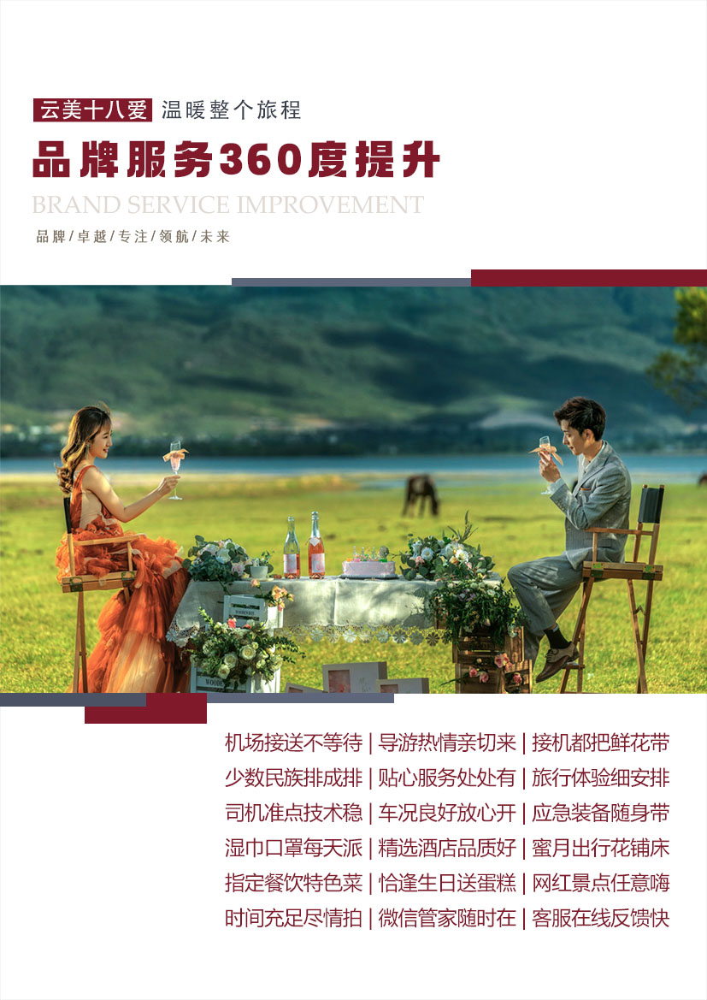 云美十八爱 温暖整个旅程
品牌服务360度提升
BRAND SERVICE IMPROVEMENT
品牌/卓越/专注/领航/未来
WOODEN BOX
机场接送不等待 | 导游热情亲切来 | 接机都把鲜花带
少数民族排成排 | 贴心服务处处有 | 旅行体验细安排
司机准点技术稳 | 车况良好放心开 | 应急装备随身带
湿巾口罩每天派 | 精选酒店品质好 | 蜜月出行花铺床
指定餐饮特色菜 | 恰逢生日送蛋糕 | 网红景点任意嗨
时间充足尽情拍 | 微信管家随时在 | 客服在线反馈快